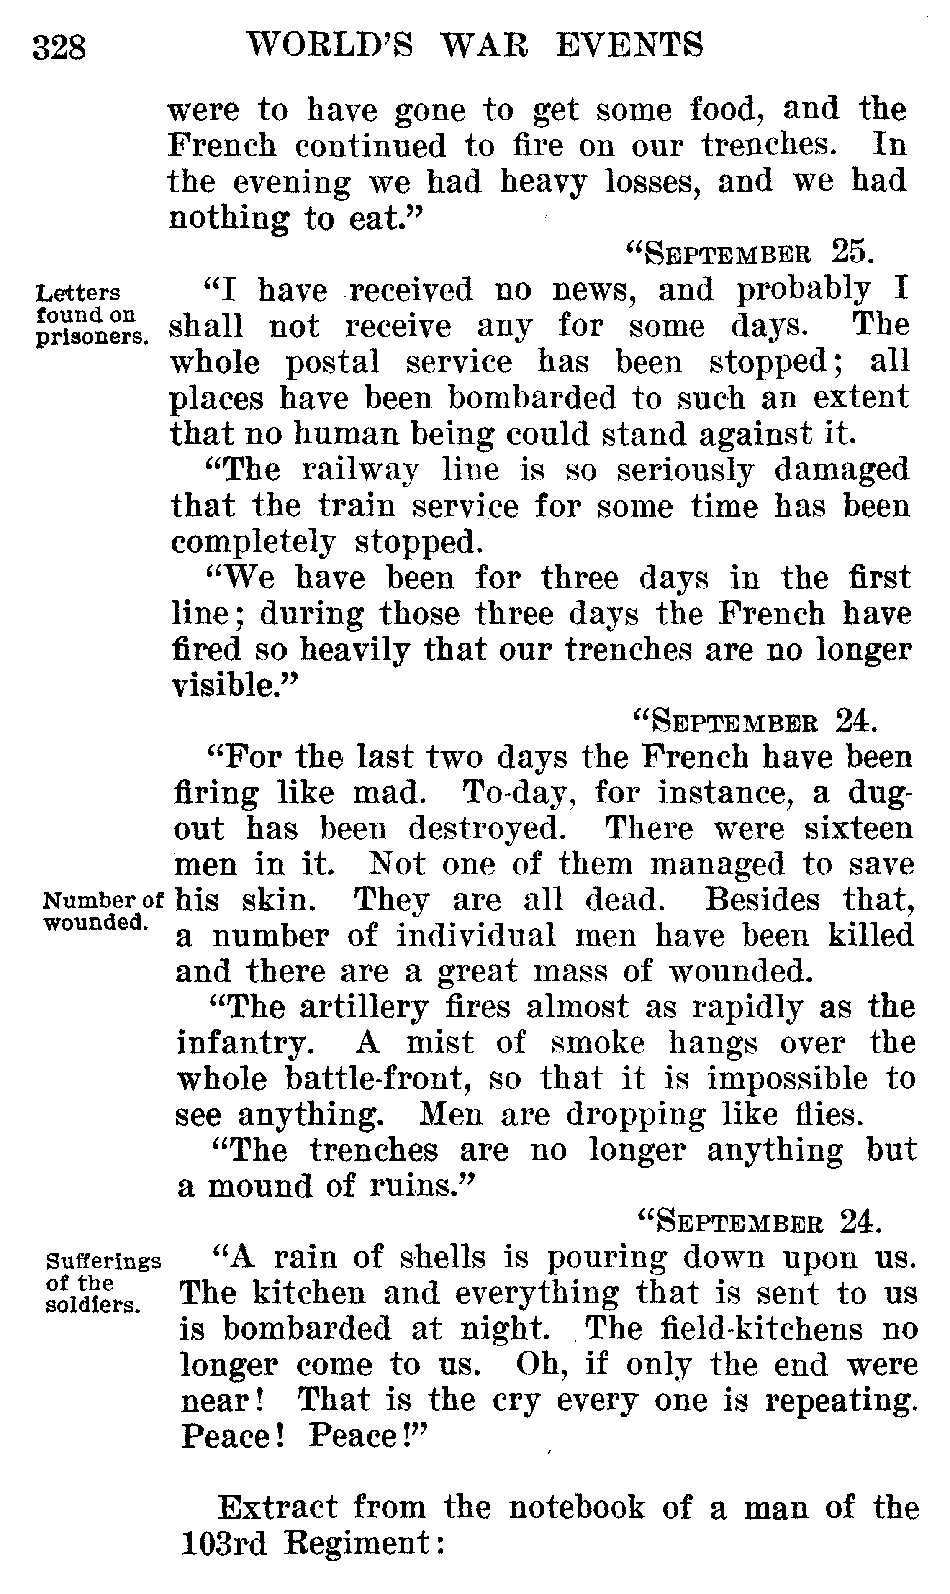 328 WORLD'S WAR EVENTS
were to have gone to get some food, and the
French continued to fire on our trenches. In
the evening we had heavy losses, and we had
nothing to eat.”
“SEPTEMBER 25.
Letters
found on
prisoners.
“I have received no news, and probably I
shall not receive any for some days. The
whole postal service has been stopped; all
places have been bombarded to such an extent
that no human being could stand against it.
“The railway line is so seriously damaged
that the train service for some time has been
completely stopped.
“We have been for three days in the first
line; during those three days the French have
fired so heavily that our trenches are no longer
visible.”
“SEPTEMBER 24.
“For the last two days the French have been
firing like mad. To-day, for instance, a dug-
out has been destroyed. There were sixteen
men in it. Not one of them managed to save
Number of
wounded.
his skin. They are all dead. Besides that,
a number of individual men have been killed
and there are a great mass of wounded.
“The artillery fires almost as rapidly as the
infantry. A mist of smoke hangs over the
whole battle-front, so that it is impossible to
see anything. Men are dropping like flies.
“The trenches are no longer anything but
a mound of ruins.”
“SEPTEMBER 24.
Sufferings
of the
soldiers.
“A rain of shells is pouring down upon us.
The kitchen and everything that is sent to us
is bombarded at night. The field-kitchens no
longer come to us. Oh, if only the end were
near! That is the cry every one is repeating.
Peace! Peace!”
Extract from the notebook of a man of the
103rd Regiment: